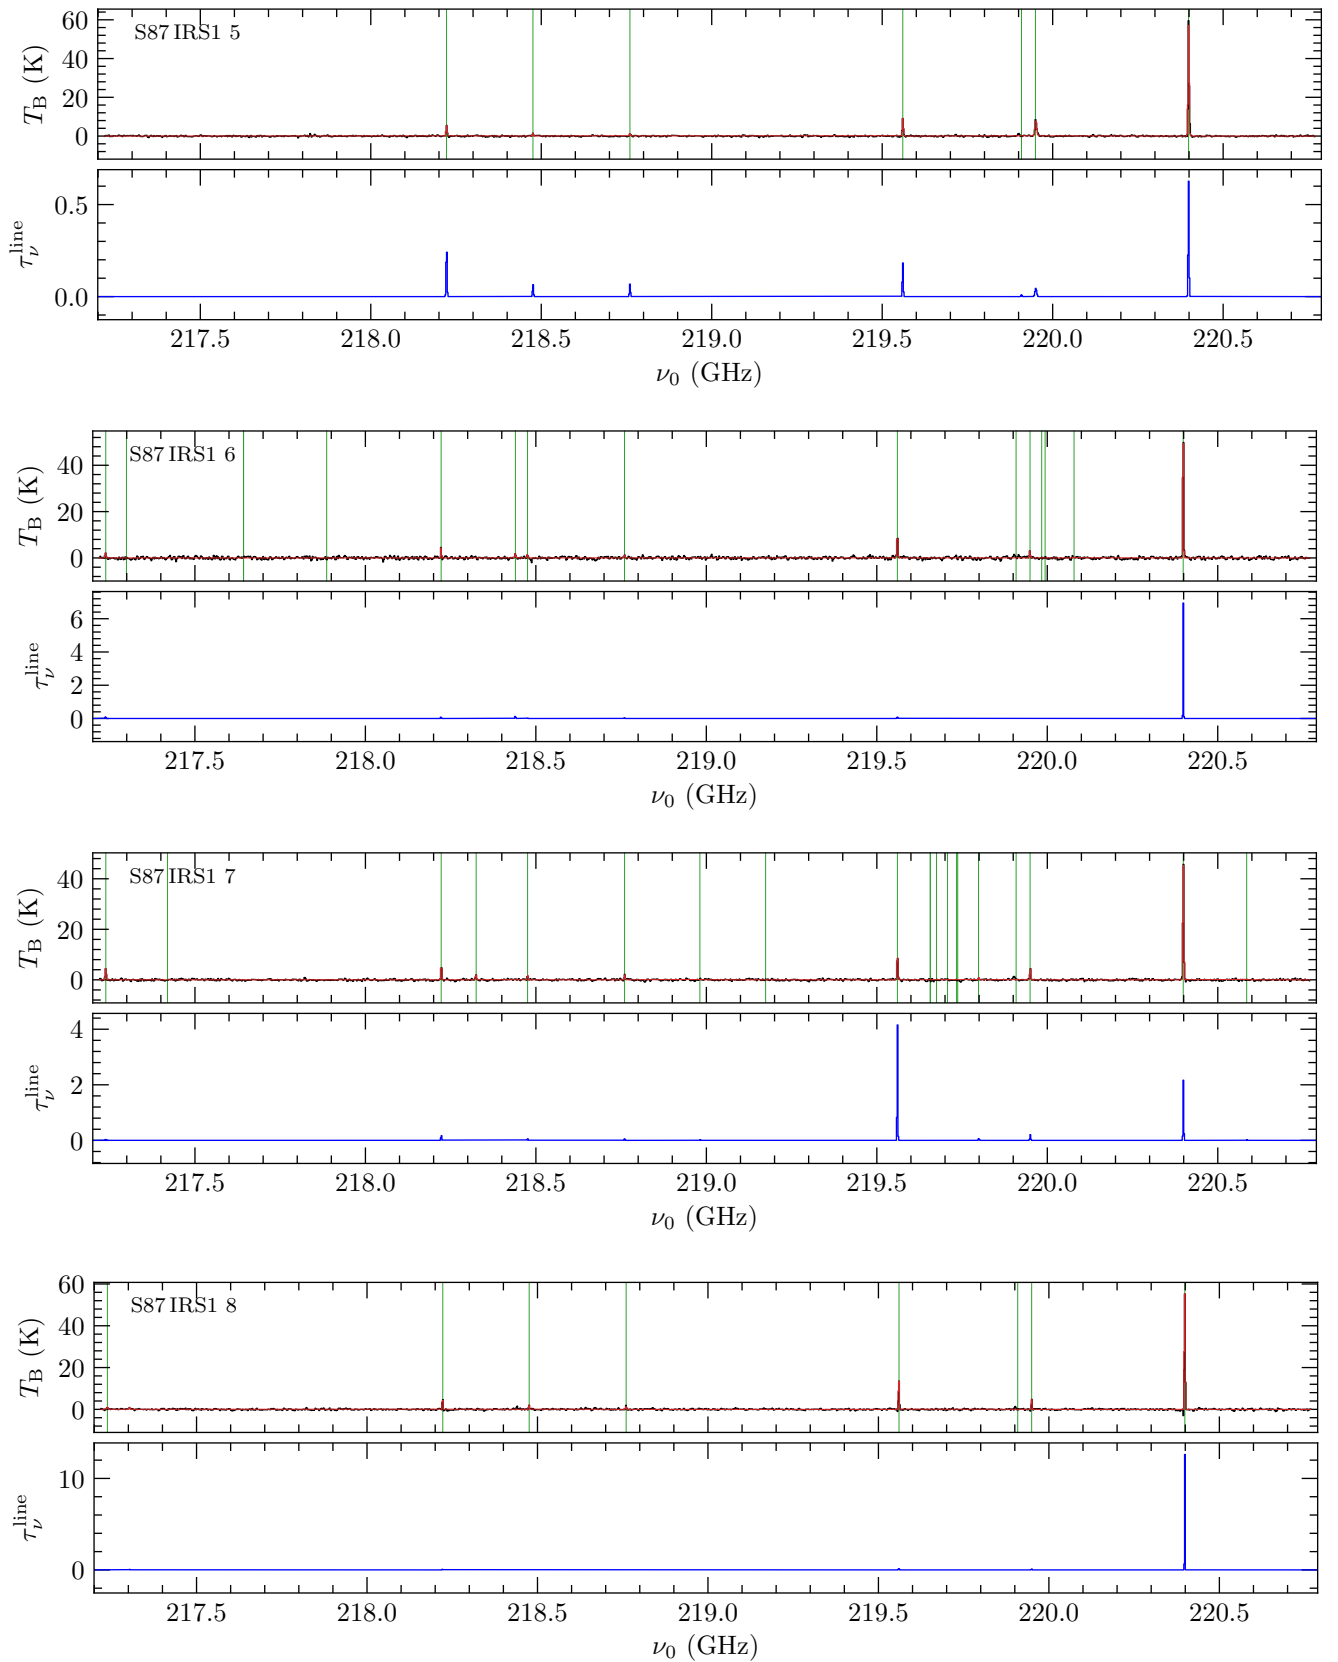 S87 IRS1 5
T_B (K)
60
40
20
0
τ_ν^line
0.5
0.0
217.5 218.0 218.5 219.0 219.5 220.0 220.5
ν₀ (GHz)
S87 IRS1 6
T_B (K)
40
20
0
τ_ν^line
6
4
2
0
217.5 218.0 218.5 219.0 219.5 220.0 220.5
ν₀ (GHz)
S87 IRS1 7
T_B (K)
40
20
0
τ_ν^line
4
2
0
217.5 218.0 218.5 219.0 219.5 220.0 220.5
ν₀ (GHz)
S87 IRS1 8
T_B (K)
60
40
20
0
τ_ν^line
10
0
217.5 218.0 218.5 219.0 219.5 220.0 220.5
ν₀ (GHz)